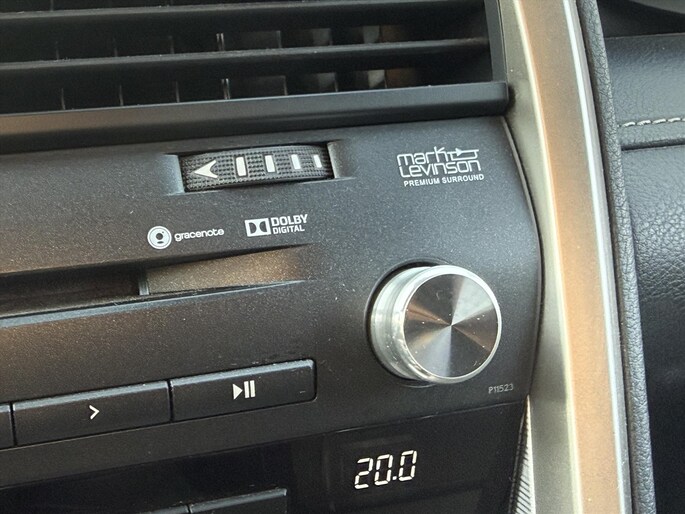 mark
LEVINSON
PREMIUM SURROUND
gracenote
DOLBY
DIGITAL
P11523
20.0